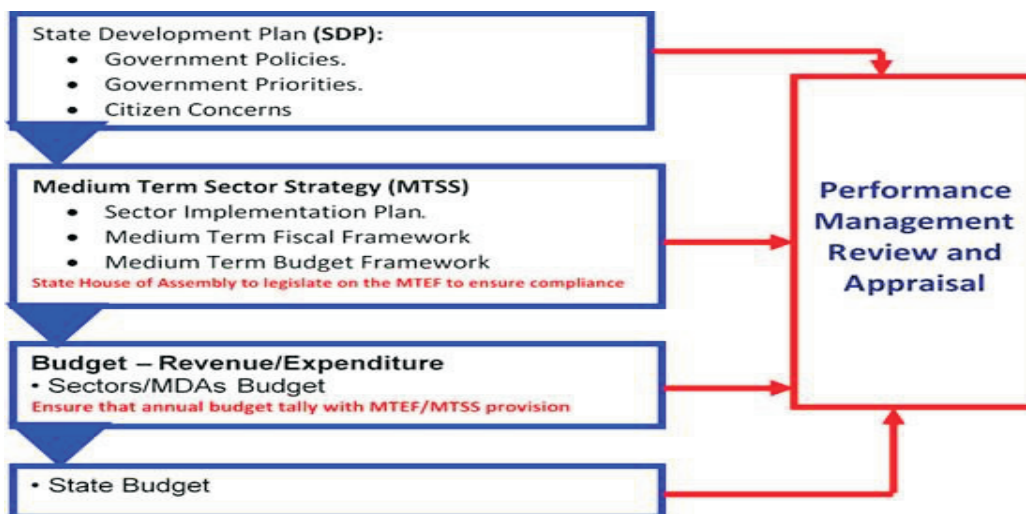 State Development Plan (SDP):
• Government Policies.
• Government Priorities.
• Citizen Concerns
Medium Term Sector Strategy (MTSS)
• Sector Implementation Plan.
• Medium Term Fiscal Framework
• Medium Term Budget Framework
State House of Assembly to legislate on the MTEF to ensure compliance
Budget – Revenue/Expenditure
• Sectors/MDAs Budget
Ensure that annual budget tally with MTEF/MTSS provision
• State Budget
Performance
Management
Review and
Appraisal